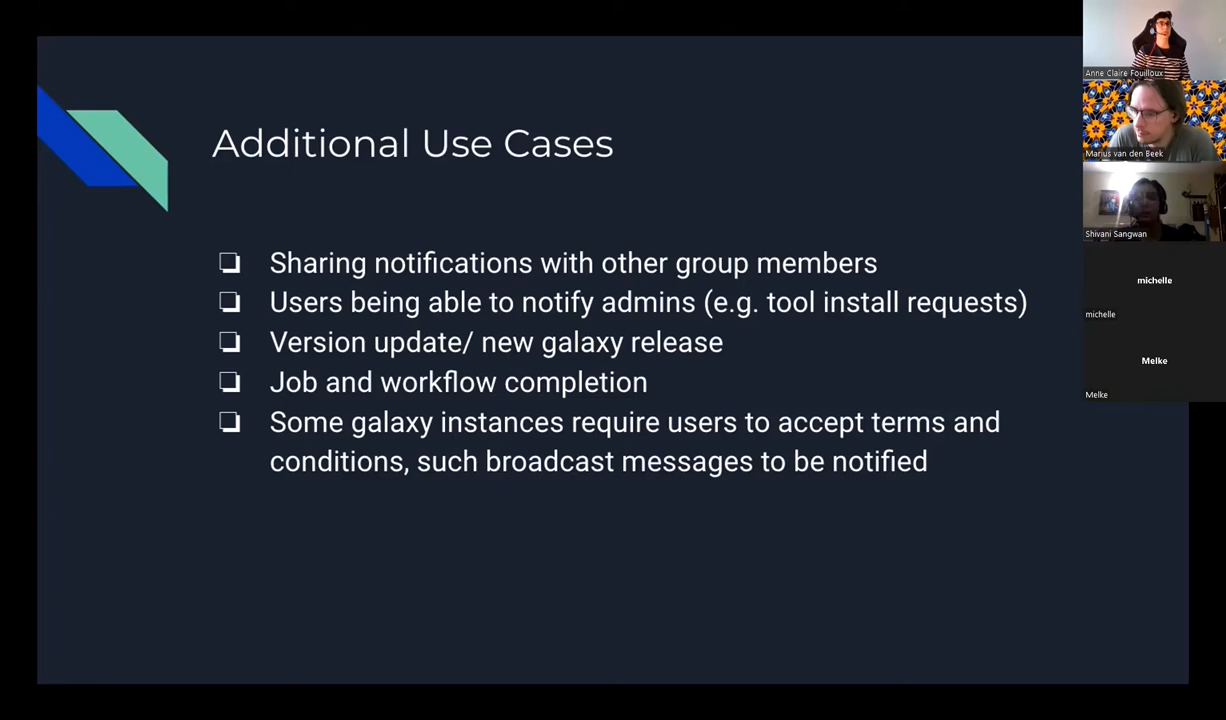 Additional Use Cases
Sharing notifications with other group members
Users being able to notify admins (e.g. tool install requests)
Version update/ new galaxy release
Job and workflow completion
Some galaxy instances require users to accept terms and
conditions, such broadcast messages to be notified
Anne Claire Fouilloux
Marius van den Beek
Shivani Sangwan
michelle
michelle
Melke
Melke